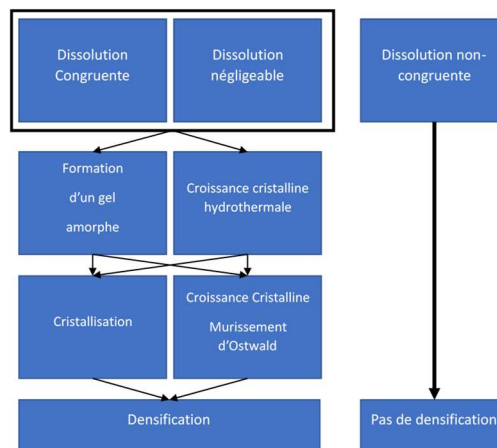 Dissolution
Congruente
Dissolution
négligeable
Dissolution non-
congruente
Formation
d'un gel
amorphe
Croissance cristalline
hydrothermale
Cristallisation
Croissance Cristalline
Murissement
d'Ostwald
Densification
Pas de densification